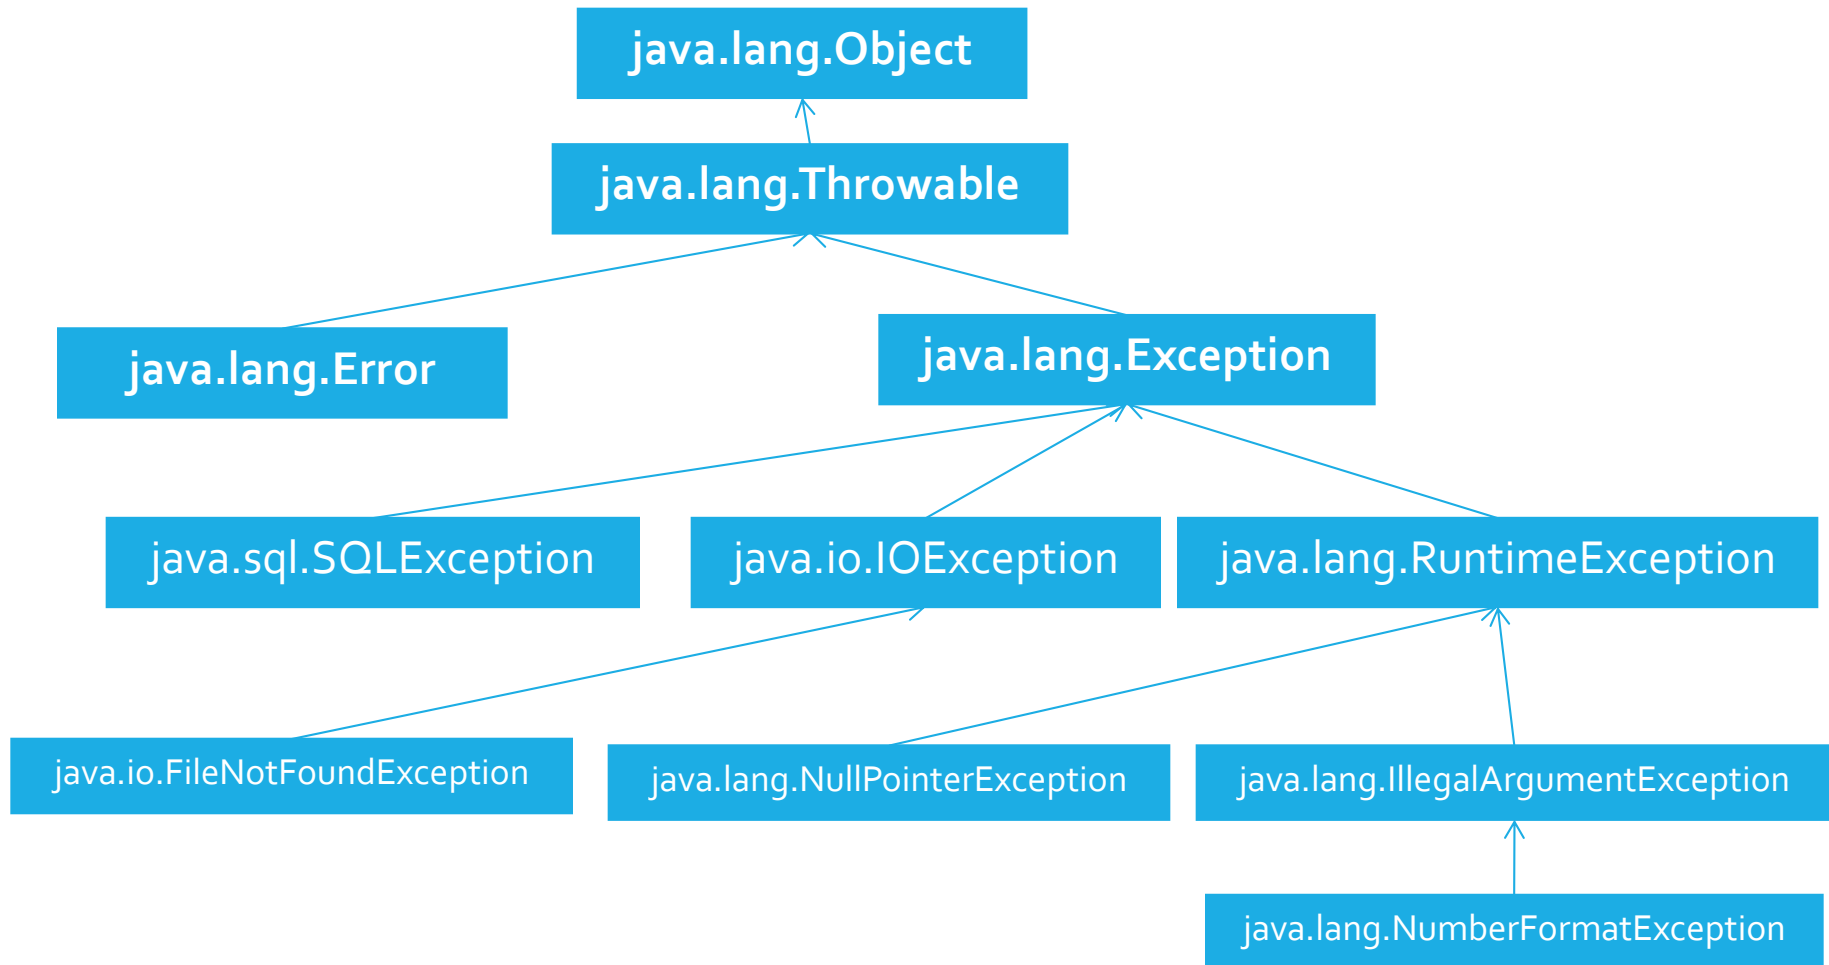 java.lang.Object
java.lang.Throwable
java.lang.Error
java.lang.Exception
java.sql.SQLException
java.io.IOException
java.lang.RuntimeException
java.io.FileNotFoundException
java.lang.NullPointerException
java.lang.IllegalArgumentException
java.lang.NumberFormatException